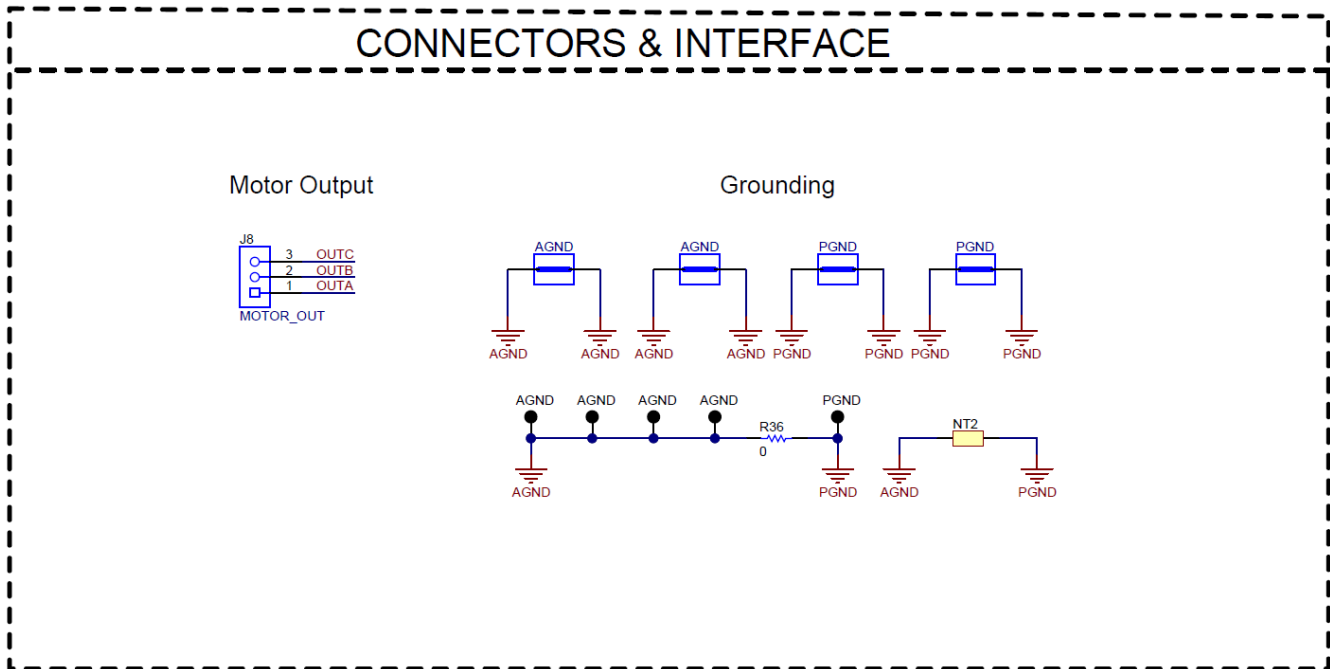 CONNECTORS & INTERFACE
Motor Output
Grounding
J8
3 OUTC
2 OUTB
1 OUTA
MOTOR_OUT
AGND AGND PGND PGND
AGND AGND AGND AGND PGND PGND PGND PGND
AGND AGND AGND AGND PGND
R36
0
NT2
AGND PGND AGND PGND